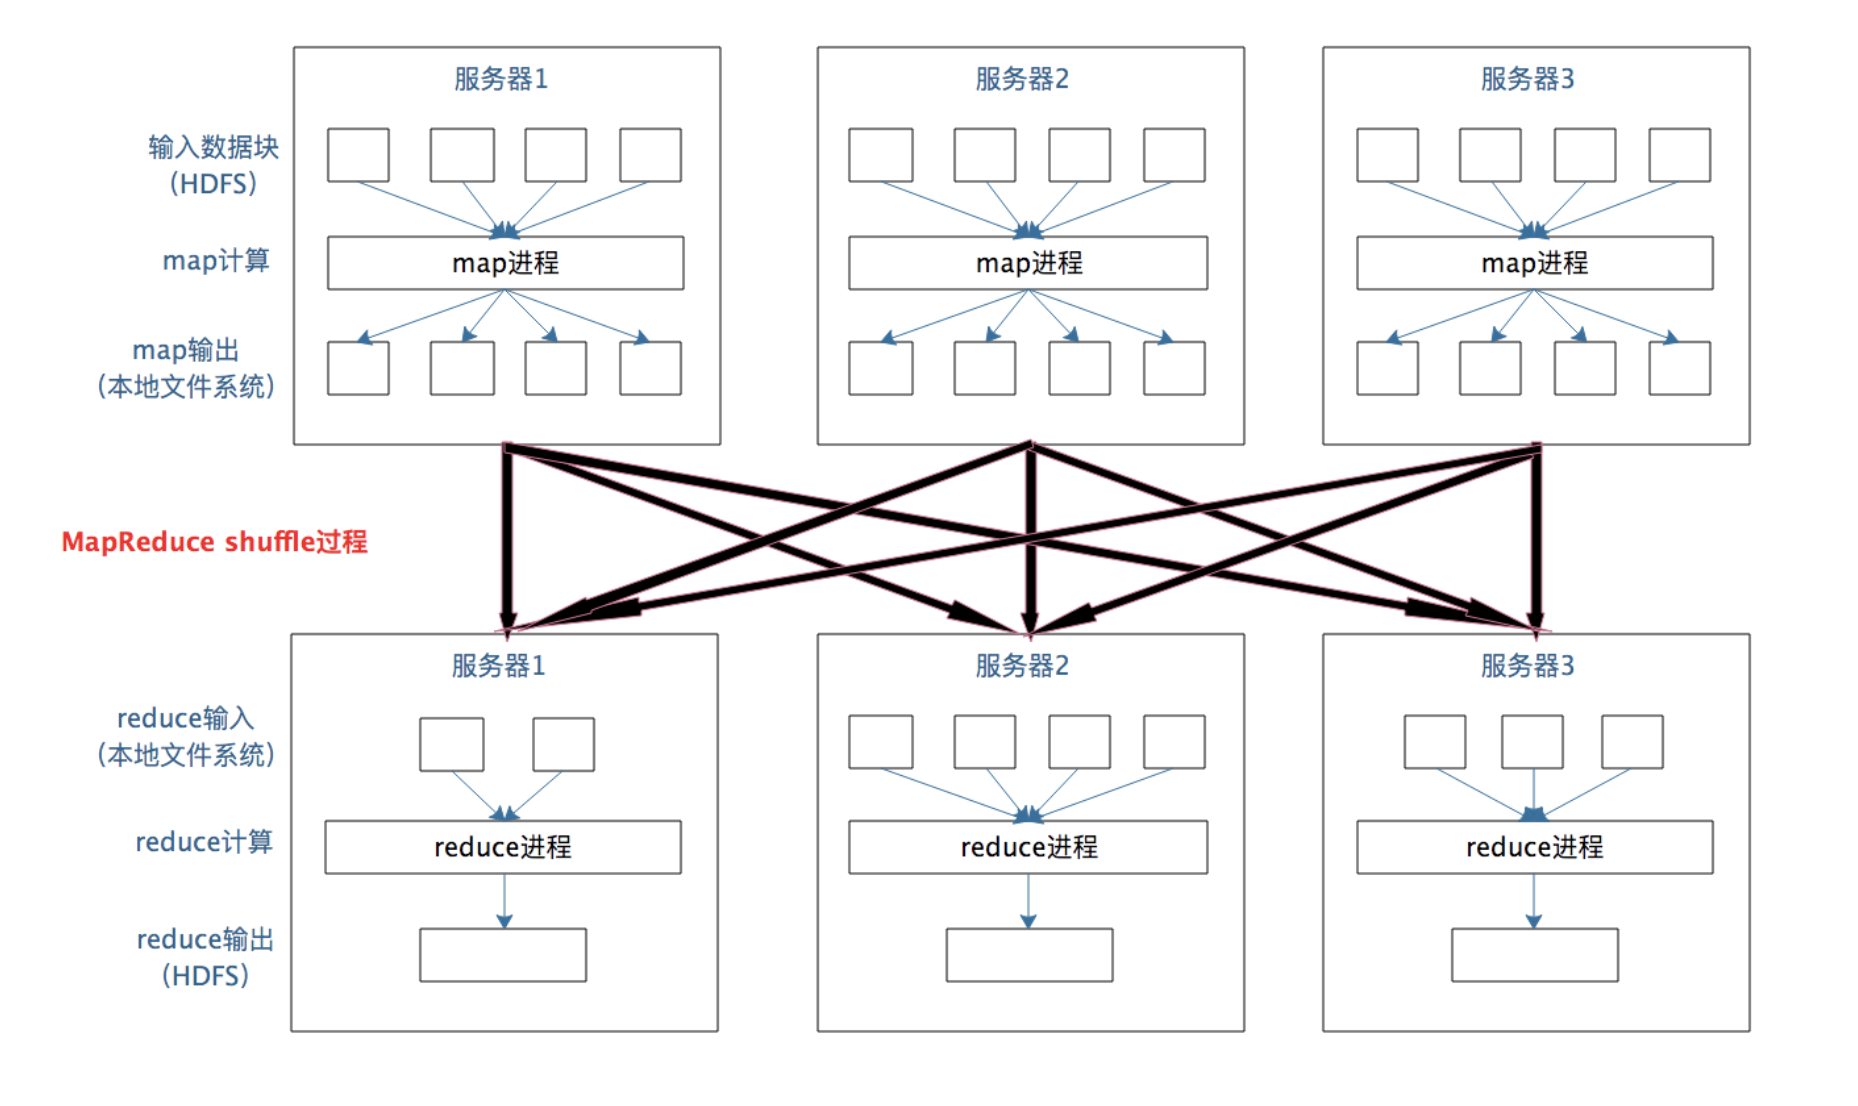 服务器1
服务器2
服务器3
输入数据块
（HDFS）
map计算
map进程
map进程
map进程
map输出
（本地文件系统）
MapReduce shuffle过程
服务器1
服务器2
服务器3
reduce输入
（本地文件系统）
reduce计算
reduce进程
reduce进程
reduce进程
reduce输出
（HDFS）